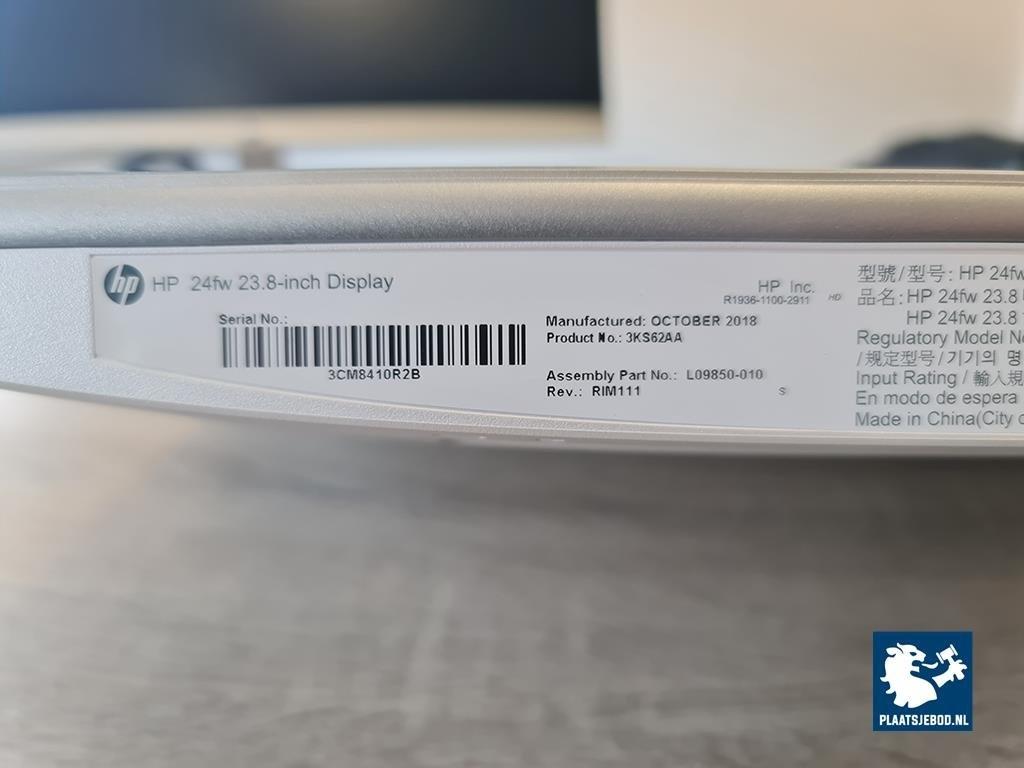 hp HP 24fw 23.8-inch Display
Serial No.:
3CM8410R2B
HP Inc.
R1936-1100-2911 HD
Manufactured: OCTOBER 2018
Product No.: 3KS62AA
Assembly Part No.: L09850-010
Rev.: RIM111 S
型號/型号: HP 24fw
品名: HP 24fw 23.8
HP 24fw 23.8
Regulatory Model No
/规定型号/기기의 명
Input Rating / 輸入規
En modo de espera
Made in China(City o
PLAATSJEBOD.NL